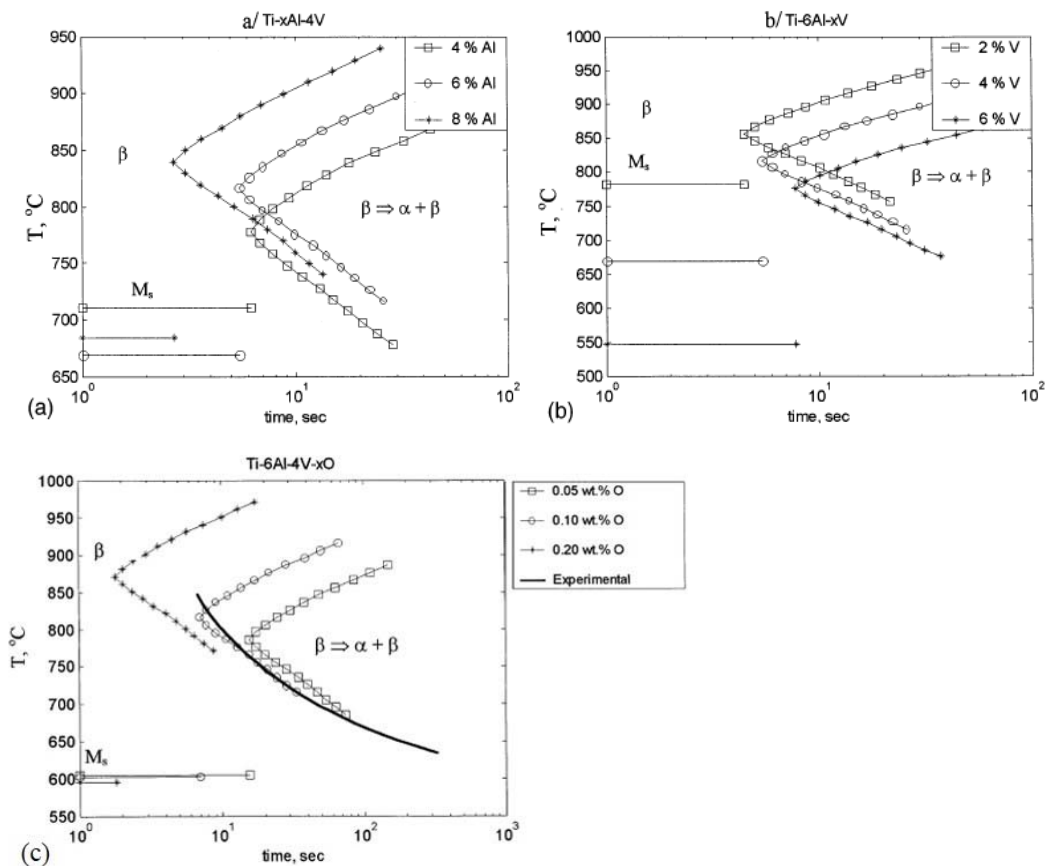 a/ Ti-xAl-4V
950
900
850
800
750
700
650
T, °C
β
Ms
β ⇒ α + β
4 % Al
6 % Al
8 % Al
10⁰ 10¹ 10²
time, sec
(a)
b/ Ti-6Al-xV
1000
950
900
850
800
750
700
650
600
550
500
T, °C
β
Ms
β ⇒ α + β
2 % V
4 % V
6 % V
10⁰ 10¹ 10²
time, sec
(b)
Ti-6Al-4V-xO
1000
950
900
850
800
750
700
650
600
550
T, °C
β
Ms
β ⇒ α + β
0.05 wt.% O
0.10 wt.% O
0.20 wt.% O
Experimental
10⁰ 10¹ 10² 10³
time, sec
(c)